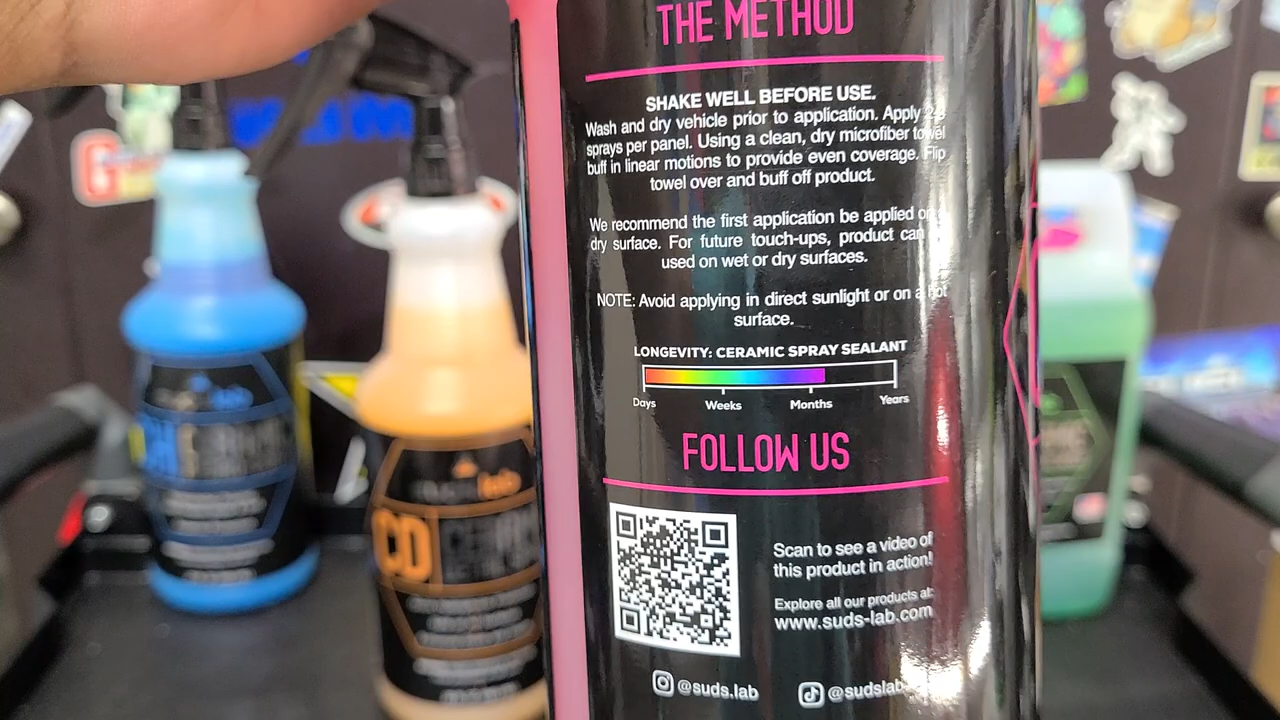 THE METHOD
SHAKE WELL BEFORE USE.
Wash and dry vehicle prior to application. Apply 2-3
sprays per panel. Using a clean, dry microfiber towel
buff in linear motions to provide even coverage. Flip
towel over and buff off product.
We recommend the first application be applied on
dry surface. For future touch-ups, product can
used on wet or dry surfaces.
NOTE: Avoid applying in direct sunlight or on a hot
surface.
LONGEVITY: CERAMIC SPRAY SEALANT
Days
Weeks
Months
Years
FOLLOW US
Scan to see a video of
this product in action!
Explore all our products at:
www.suds-lab.com
@suds.lab
@sudslab
G
lab
CD